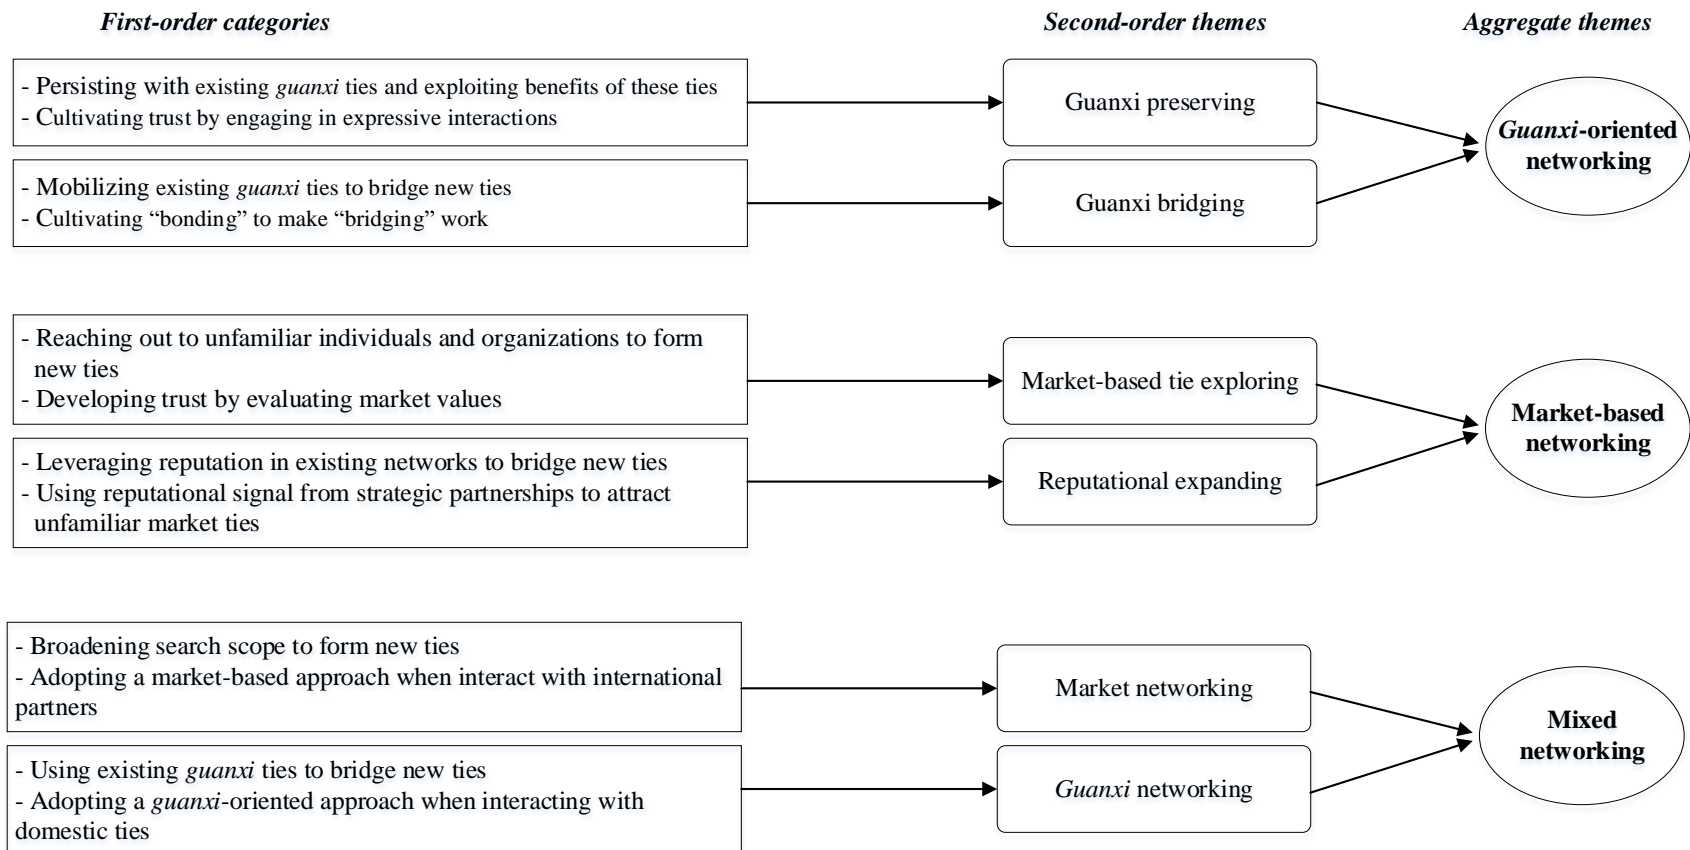 First-order categories
Second-order themes
Aggregate themes
- Persisting with existing guanxi ties and exploiting benefits of these ties
- Cultivating trust by engaging in expressive interactions
Guanxi preserving
- Mobilizing existing guanxi ties to bridge new ties
- Cultivating “bonding” to make “bridging” work
Guanxi bridging
Guanxi-oriented
networking
- Reaching out to unfamiliar individuals and organizations to form
new ties
- Developing trust by evaluating market values
Market-based tie exploring
- Leveraging reputation in existing networks to bridge new ties
- Using reputational signal from strategic partnerships to attract
unfamiliar market ties
Reputational expanding
Market-based
networking
- Broadening search scope to form new ties
- Adopting a market-based approach when interact with international
partners
Market networking
- Using existing guanxi ties to bridge new ties
- Adopting a guanxi-oriented approach when interacting with
domestic ties
Guanxi networking
Mixed
networking